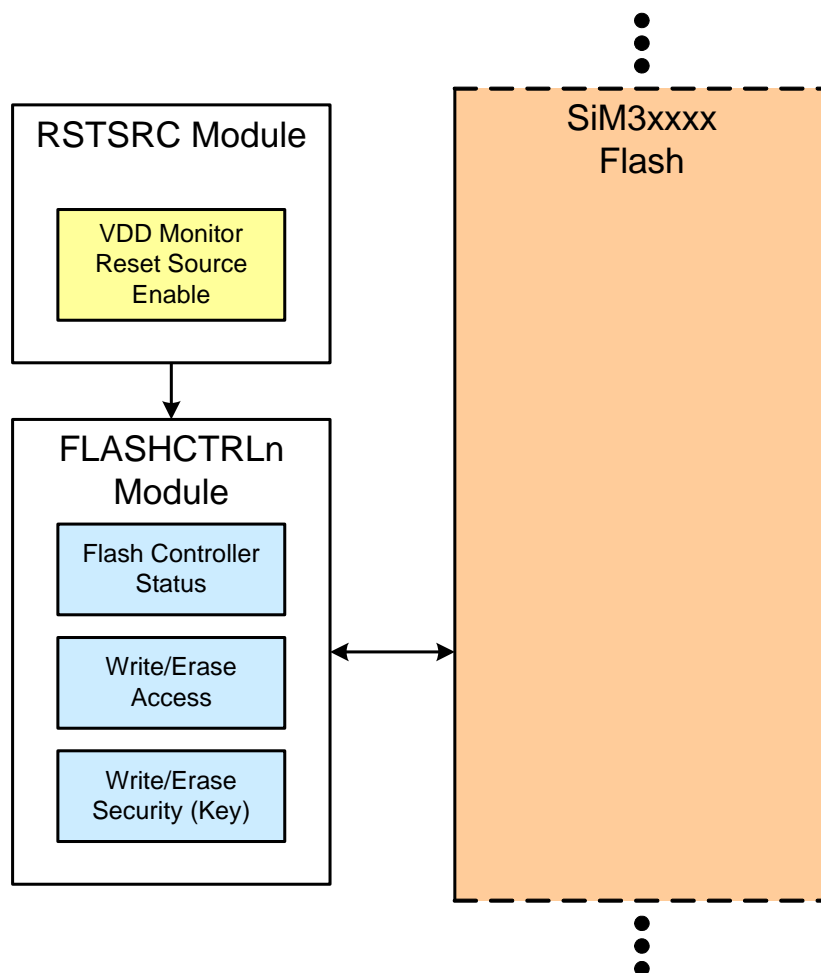 RSTSRC Module
VDD Monitor
Reset Source
Enable
FLASHCTRLn
Module
Flash Controller
Status
Write/Erase
Access
Write/Erase
Security (Key)
SiM3xxxx
Flash